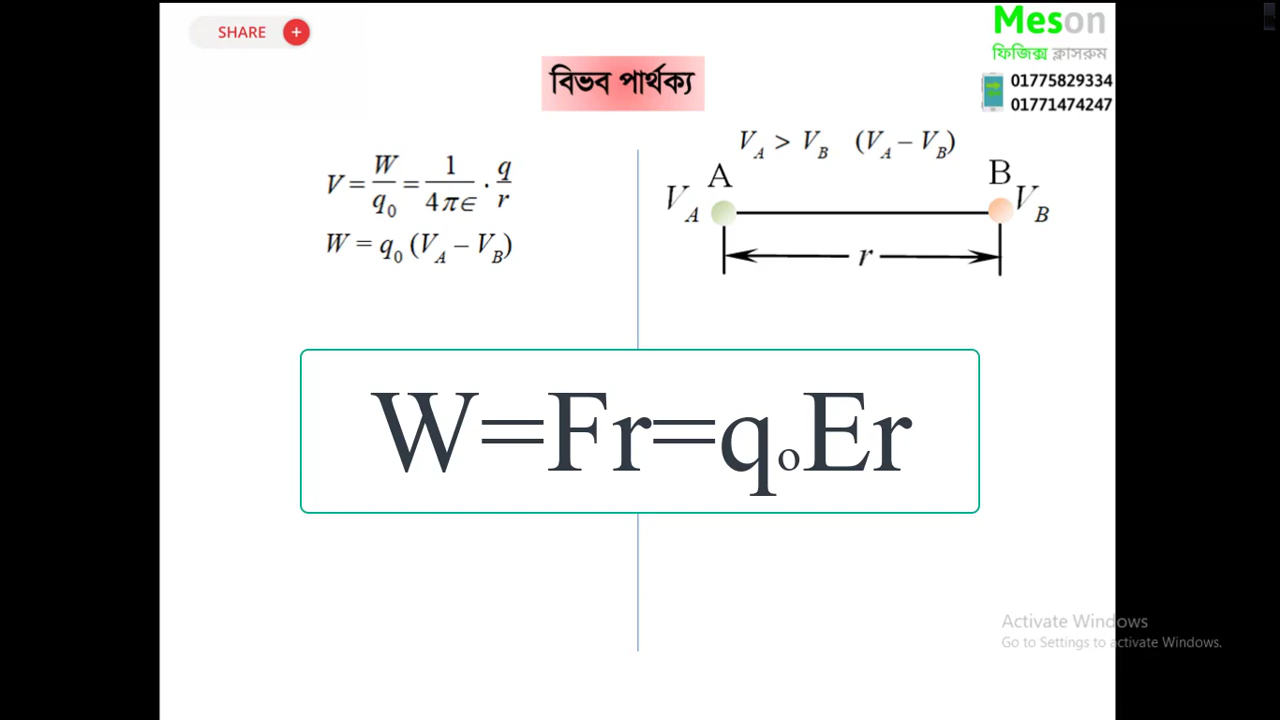 SHARE +
Meson
ফিজিক্স ক্লাসরুম
01775829334
01771474247
বিভব পার্থক্য
V = W/q₀ = 1/4π∈ · q/r
W = q₀ (V_A – V_B)
V_A > V_B (V_A – V_B)
A B
V_A V_B
r
W=Fr=q₀Er
Activate Windows
Go to Settings to activate Windows.